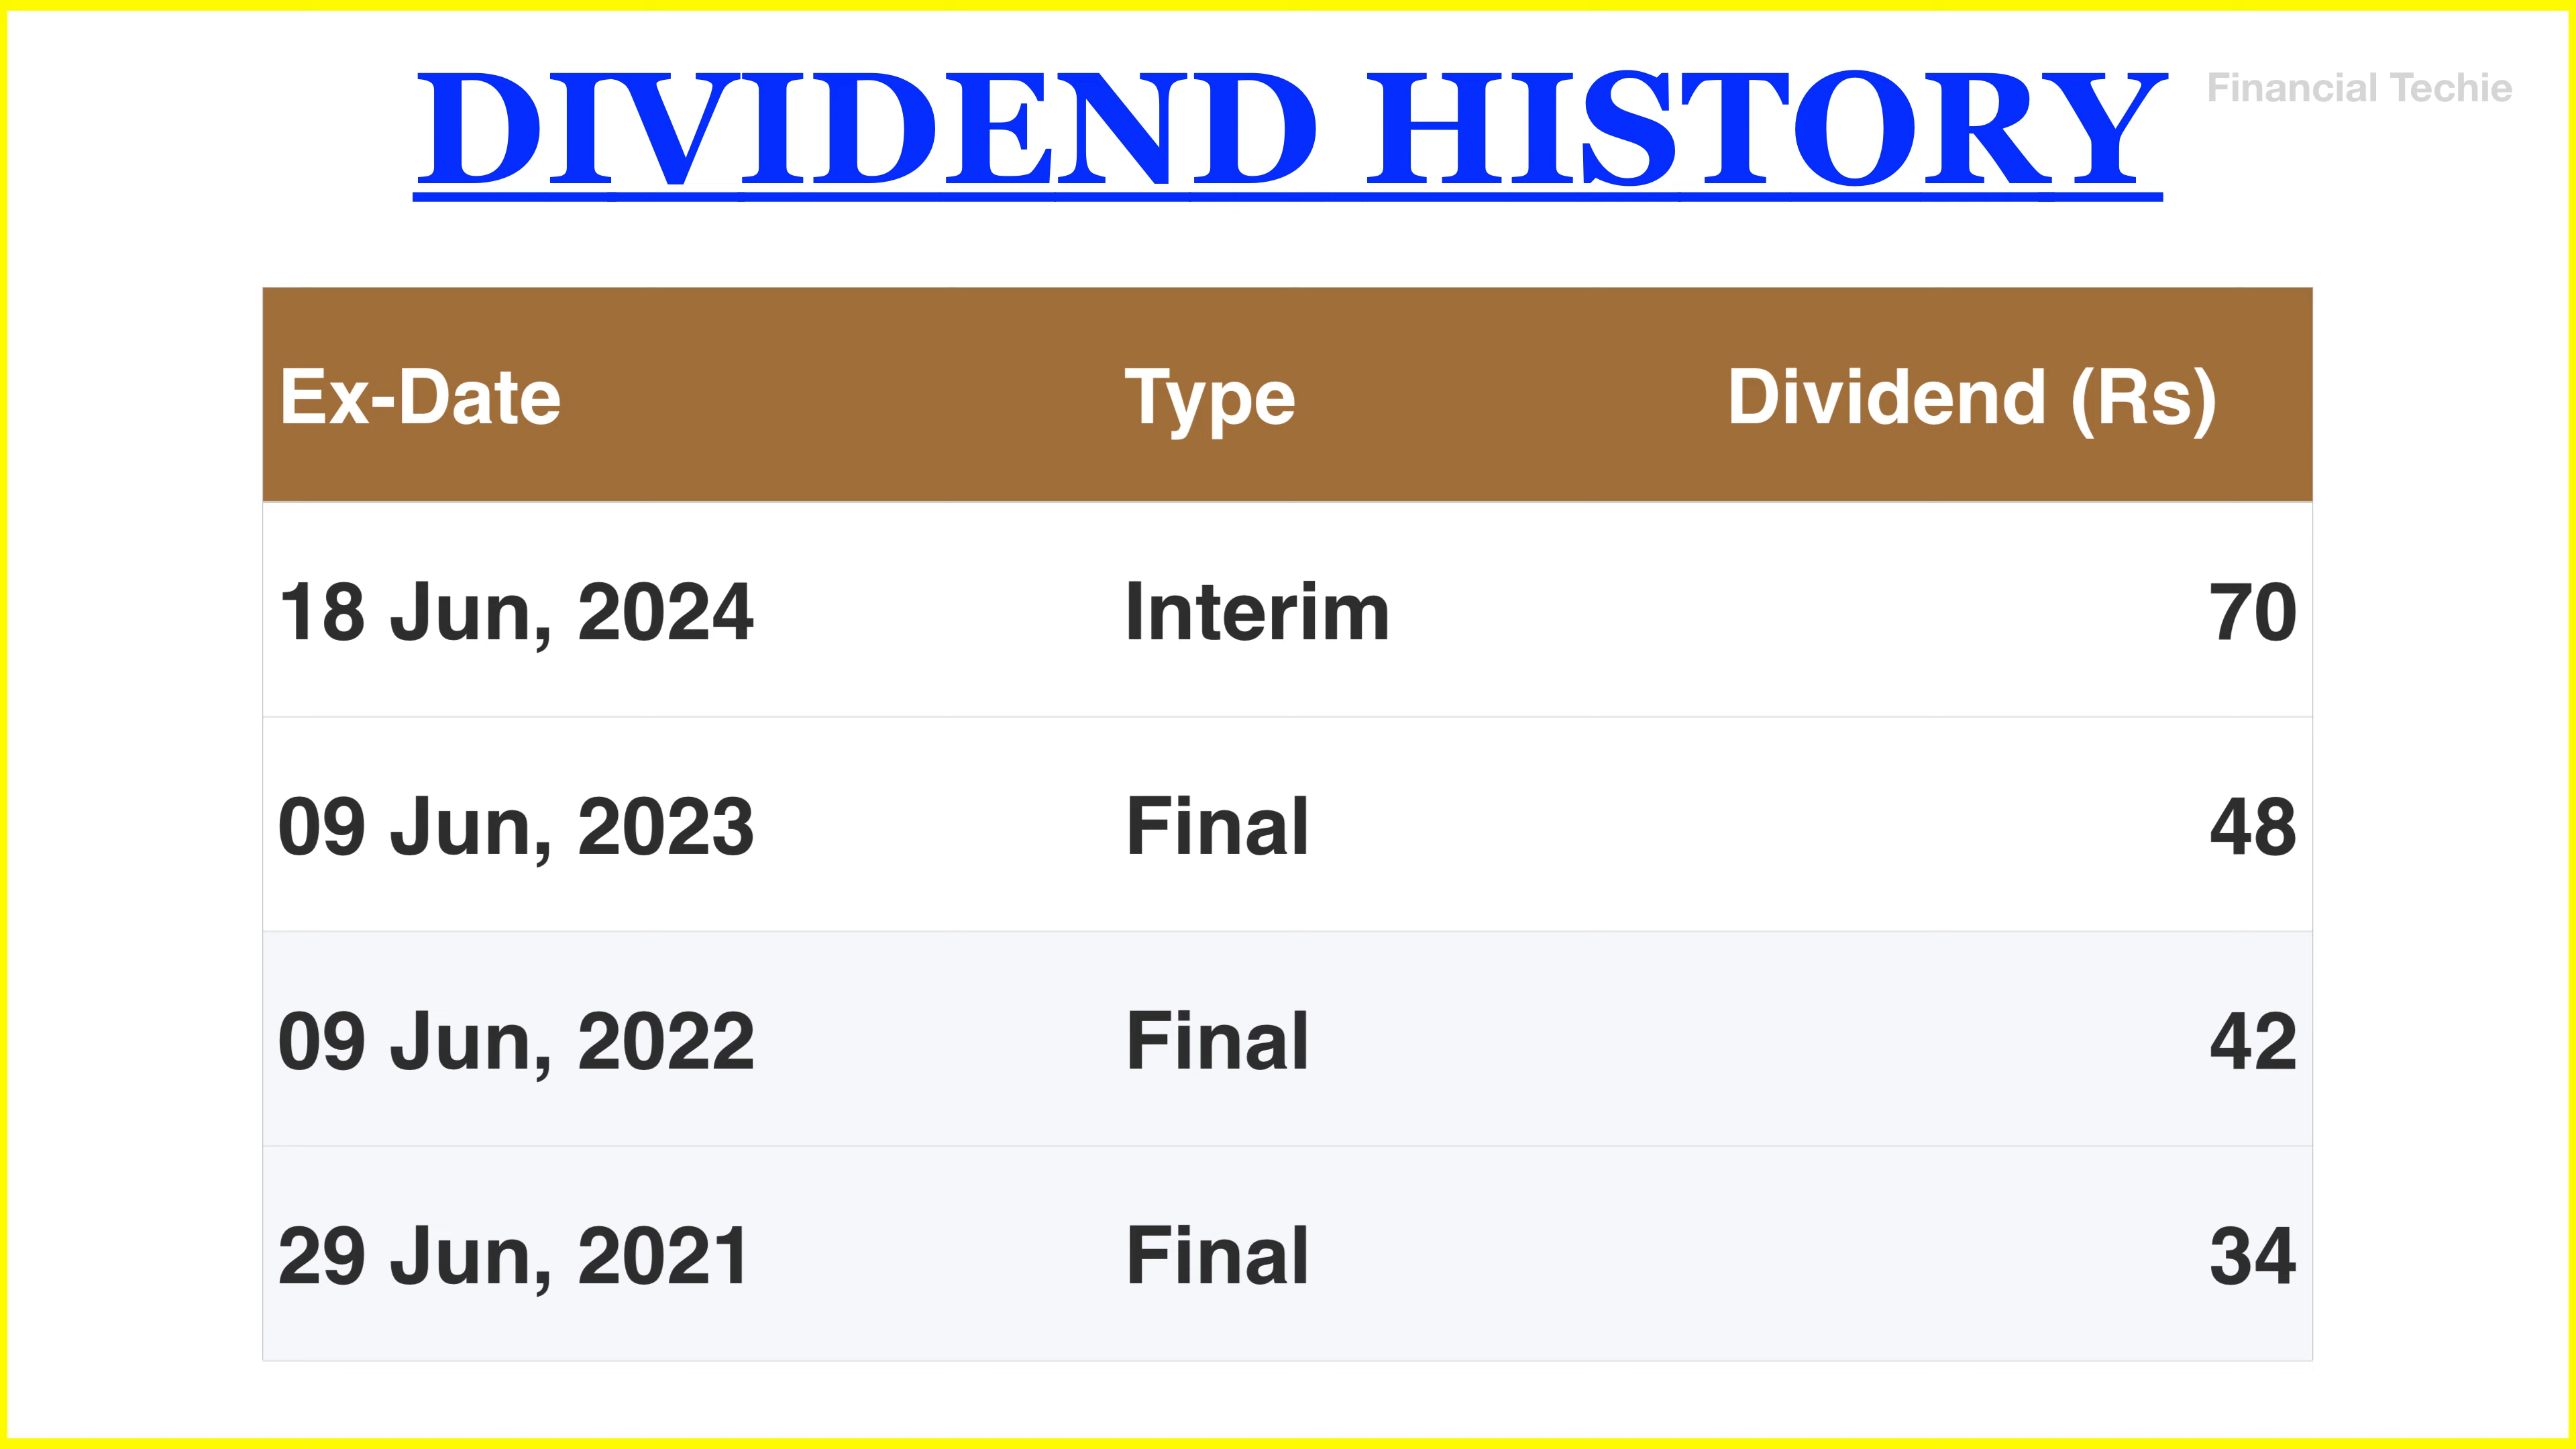 DIVIDEND HISTORY
Financial Techie
Ex-Date Type Dividend (Rs)
18 Jun, 2024 Interim 70
09 Jun, 2023 Final 48
09 Jun, 2022 Final 42
29 Jun, 2021 Final 34